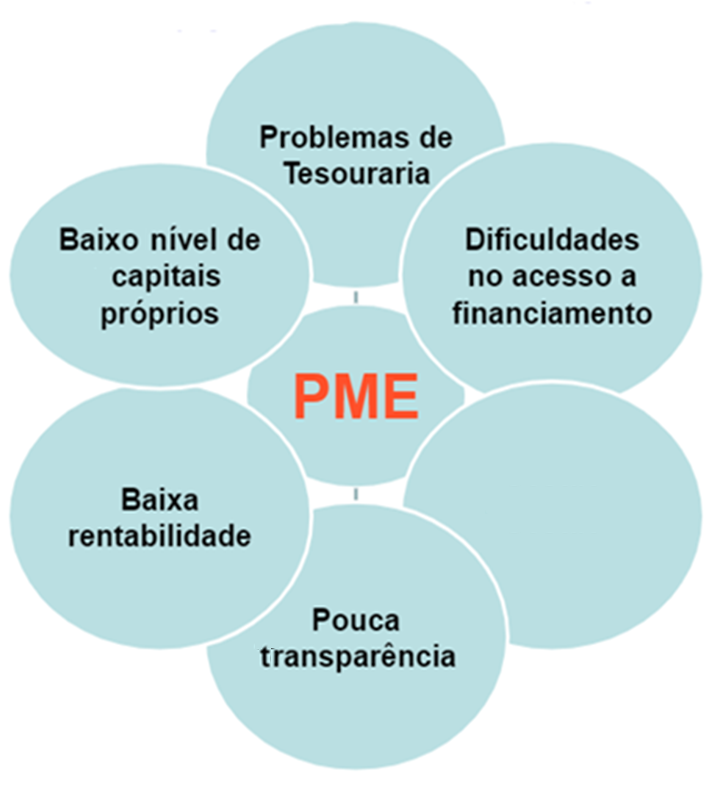 Problemas de
Tesouraria
Baixo nível de
capitais
próprios
Dificuldades
no acesso a
financiamento
PME
Baixa
rentabilidade
Pouca
transparência